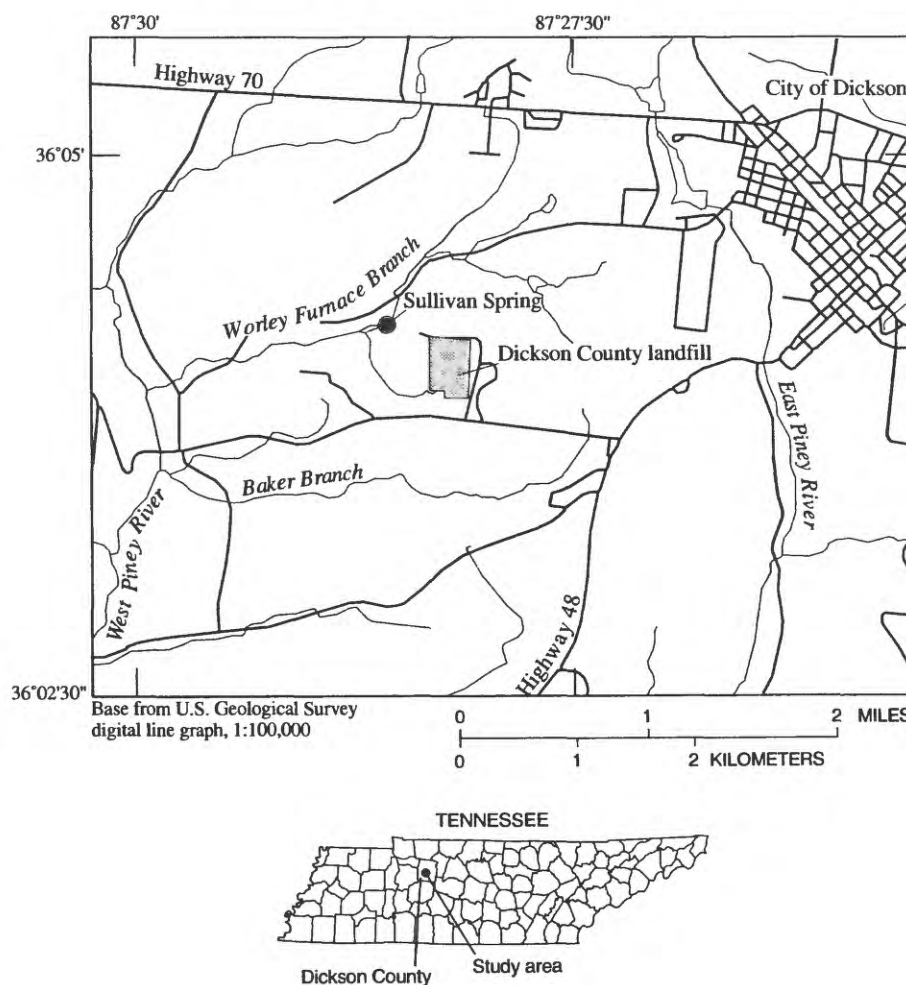 87°30'
87°27'30"
Highway 70
City of Dickson
36°05'
Worley Furnace Branch
Sullivan Spring
Dickson County landfill
East Piney River
Baker Branch
West Piney River
Highway 48
36°02'30"
Base from U.S. Geological Survey
digital line graph, 1:100,000
0 1 2 MILES
0 1 2 KILOMETERS
TENNESSEE
Dickson County
Study area